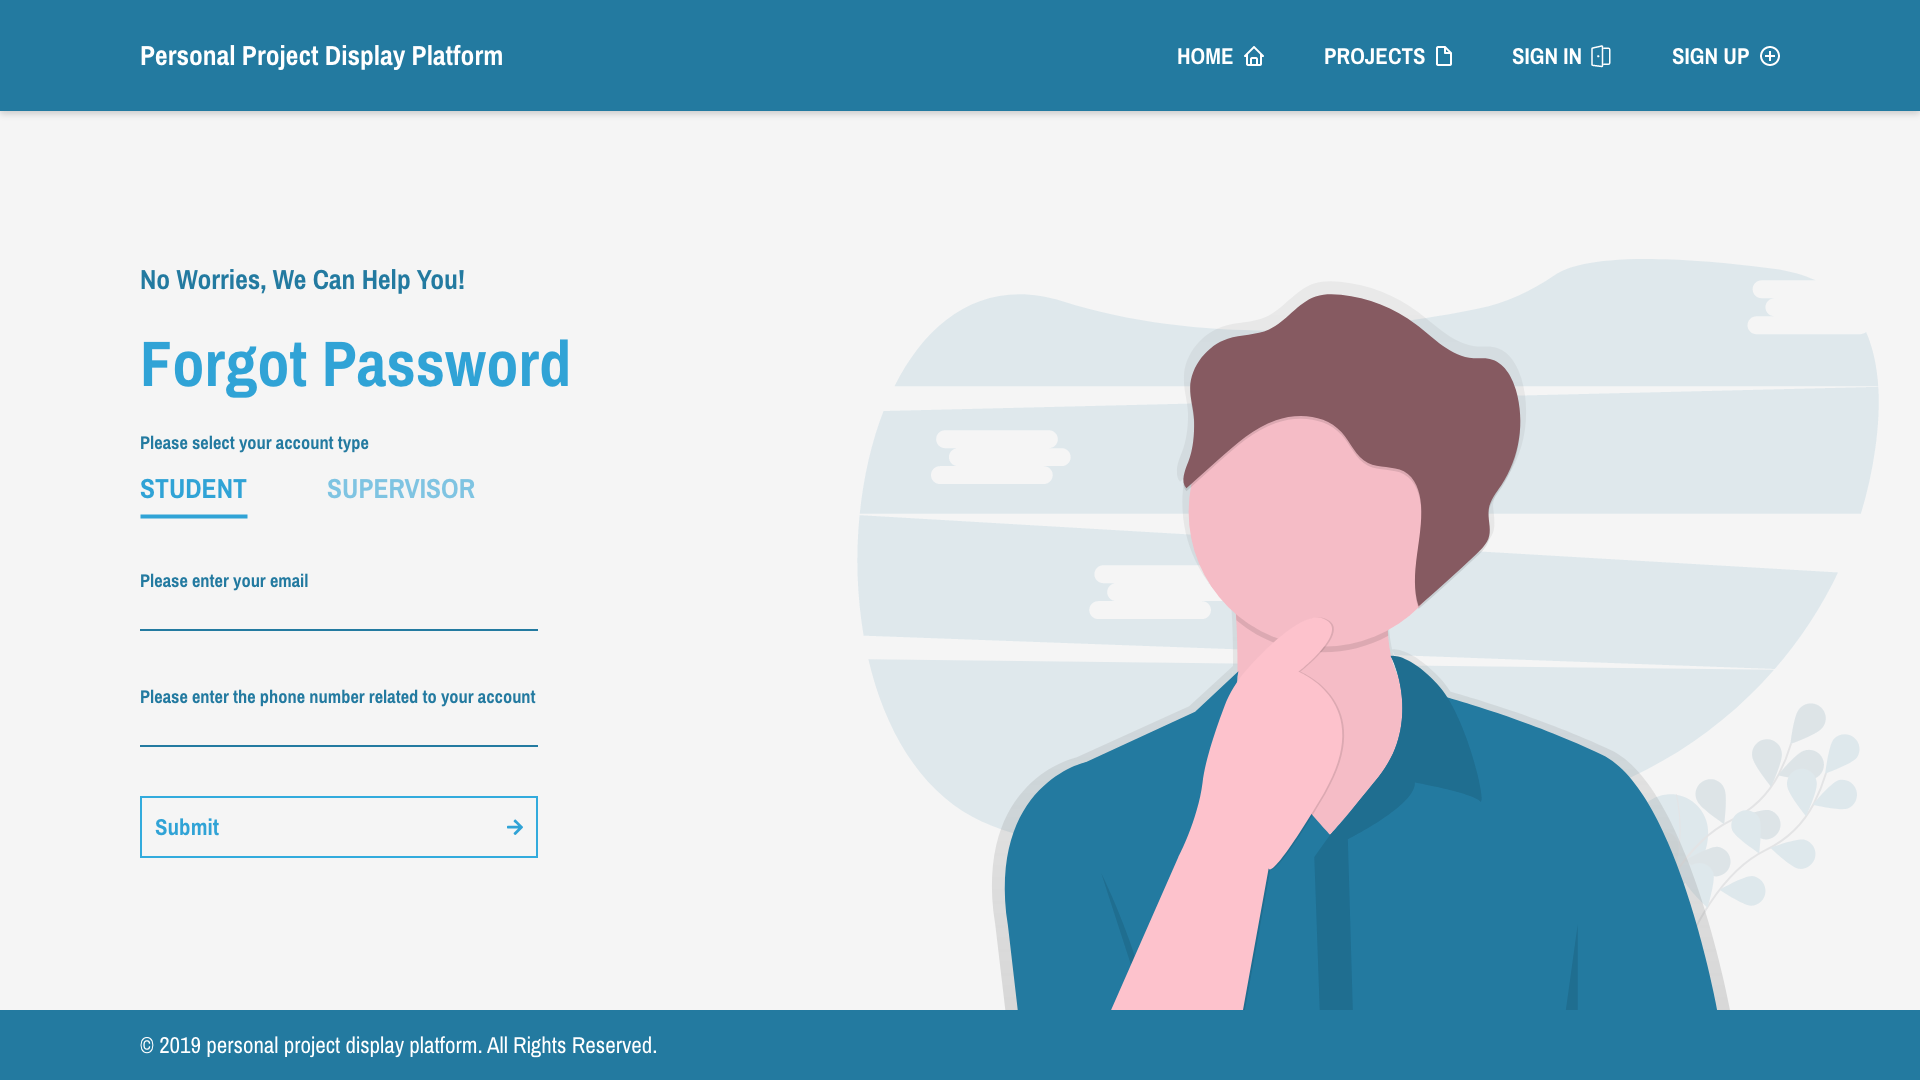 Personal Project Display Platform
HOME
PROJECTS
SIGN IN
SIGN UP
No Worries, We Can Help You!
Forgot Password
Please select your account type
STUDENT
SUPERVISOR
Please enter your email
Please enter the phone number related to your account
Submit
© 2019 personal project display platform. All Rights Reserved.